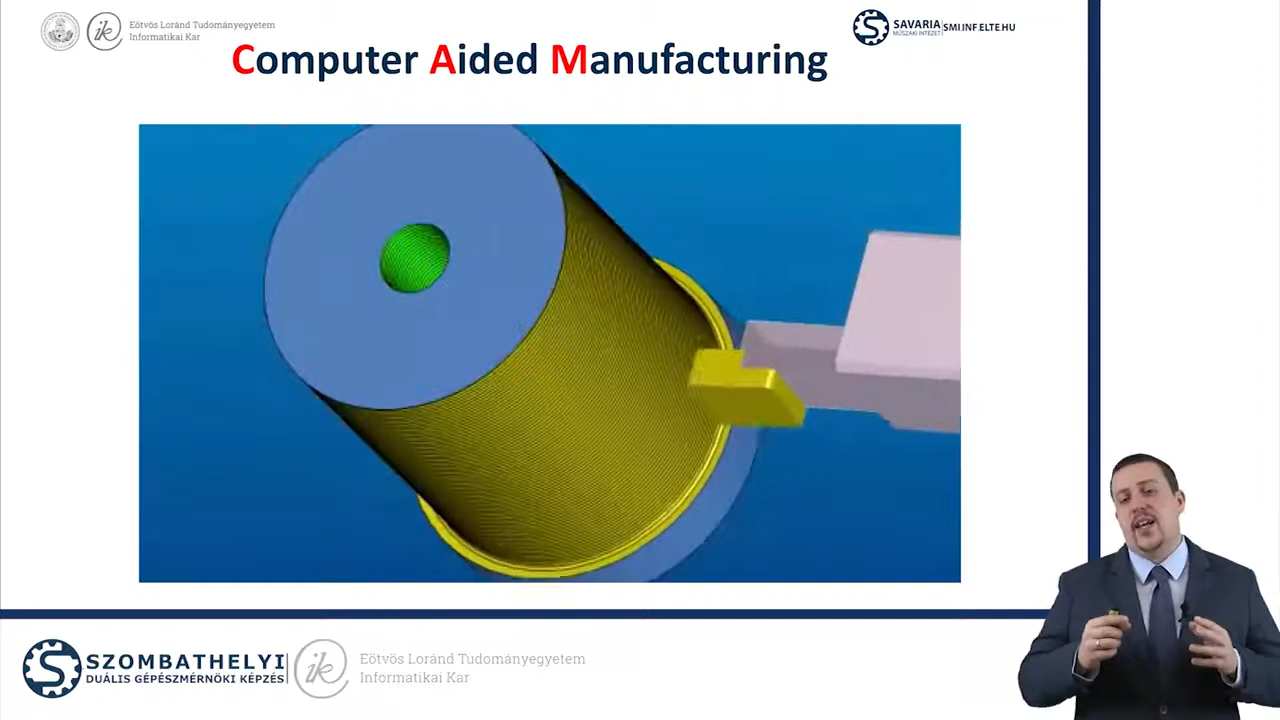 Eötvös Loránd Tudományegyetem
Informatikai Kar
SAVARIA
MŰSZAKI INTÉZET
SMI.INF.ELTE.HU
Computer Aided Manufacturing
SZOMBATHELYI
DUÁLIS GÉPÉSZMÉRNÖKI KÉPZÉS
ik
Eötvös Loránd Tudományegyetem
Informatikai Kar